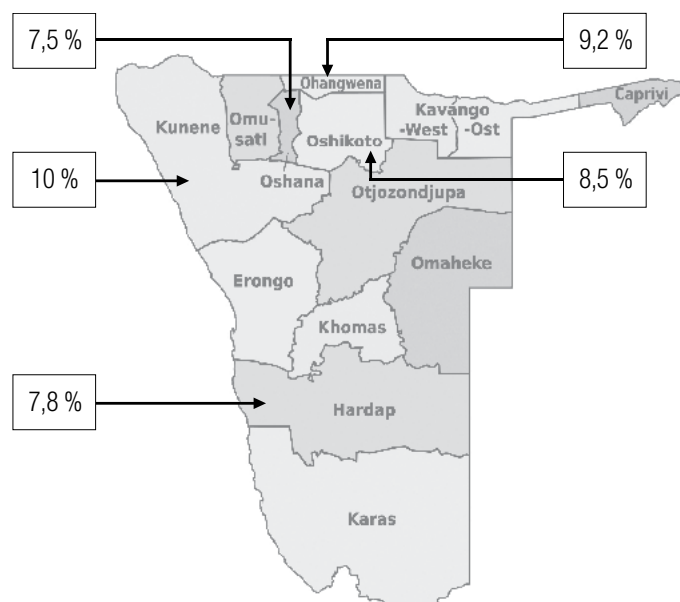 7,5 %
9,2 %
Ohangwena
Caprivi
Kunene
Omu-
sati
Kavango
-West
-Ost
Oshikoto
Oshana
10 %
8,5 %
Otjozondjupa
Omaheke
Erongo
Khomas
7,8 %
Hardap
Karas